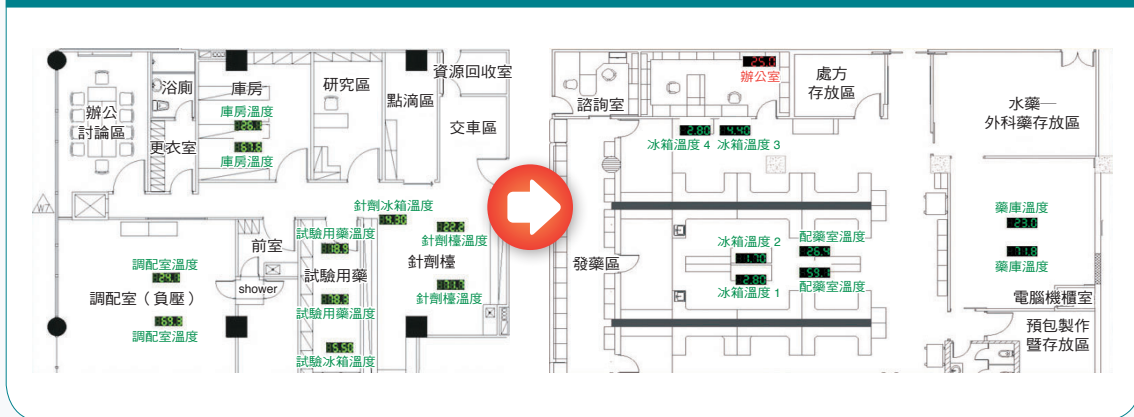 辦公
討論區
浴廁
更衣室
庫房
庫房溫度
庫房溫度
研究區
點滴區
資源回收室
交車區
W7
針劑冰箱溫度
4.30
22.2
針劑檯溫度
針劑檯
針劑檯溫度
前室
shower
試驗用藥溫度
試驗用藥
試驗用藥溫度
試驗冰箱溫度
調配室溫度
調配室（負壓）
調配室溫度
諮詢室
25.0
辦公室
處方
存放區
水藥─
外科藥存放區
2.80
4.40
冰箱溫度 4
冰箱溫度 3
發藥區
冰箱溫度 2
1.70
2.80
冰箱溫度 1
配藥室溫度
26.4
配藥室溫度
藥庫溫度
23.0
71.8
藥庫溫度
電腦機櫃室
預包製作
暨存放區